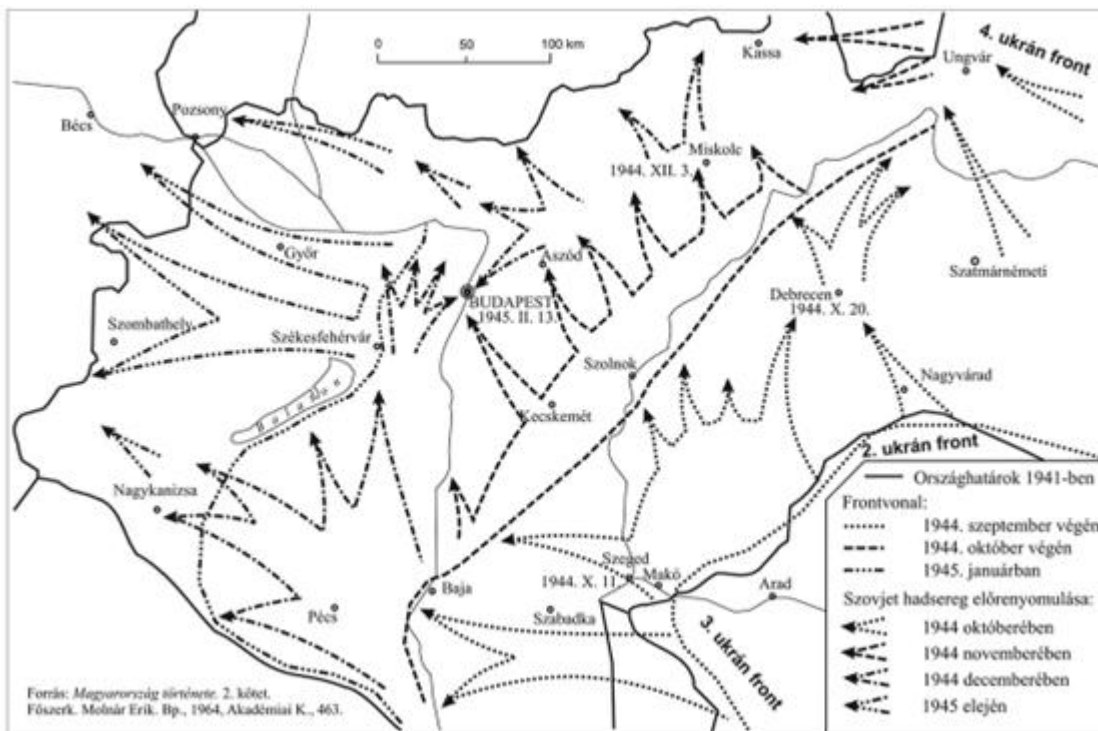 0 50 100 km
Kassa
4. ukrán front
Ungvár
Bécs
Pozsony
Miskolc
1944. XII. 3.
Győr
Aszód
Szatmárnémeti
BUDAPEST
1945. II. 13.
Debrecen
1944. X. 20.
Szombathely
Székesfehérvár
Szolnok
Nagyvárad
Balaton
Kecskemét
2. ukrán front
Nagykanizsa
Szeged
1944. X. 11.
Makó
Arad
Baja
Pécs
Szabadka
3. ukrán front
Országhatárok 1941-ben
Frontvonal:
1944. szeptember végén
1944. október végén
1945. januárban
Szovjet hadsereg előrenyomulása:
1944 októberében
1944 novemberében
1944 decemberében
1945 elején
Forrás: Magyarország története. 2. kötet.
Főszerk. Molnár Erik. Bp., 1964, Akadémiai K., 463.